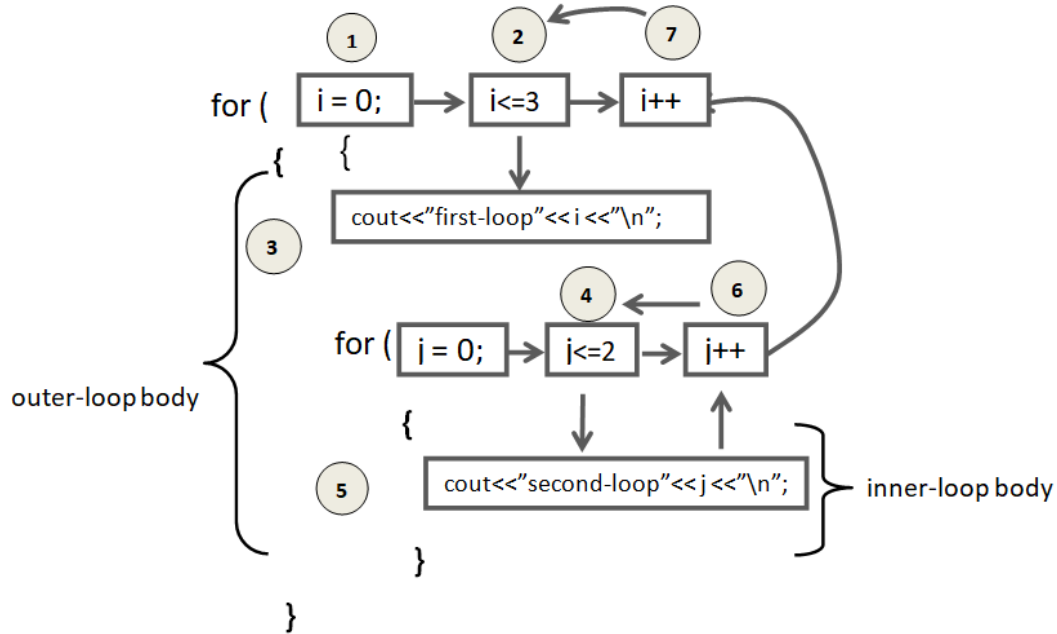 1 2 7
for ( i = 0; i<=3 i++
{ {
cout<<”first-loop”<< i <<”\n”;
3
4 6
for ( j = 0; j<=2 j++
outer-loop body
{
cout<<”second-loop”<< j <<”\n”;
5
inner-loop body
}
}